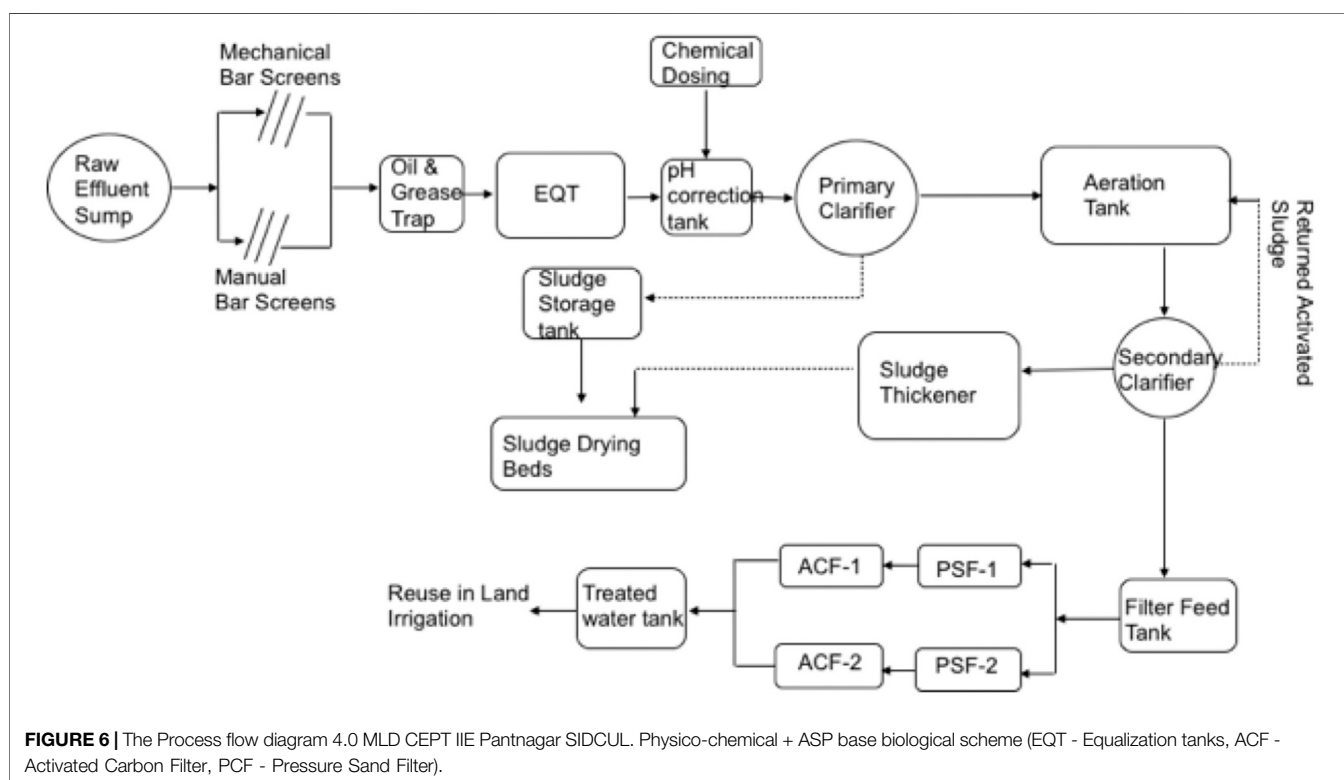 Mechanical
Bar Screens
Chemical
Dosing
Raw
Effluent
Sump
Oil &
Grease
Trap
EQT
pH
correction
tank
Primary
Clarifier
Aeration
Tank
Returned Activated
Sludge
Manual
Bar Screens
Sludge
Storage
tank
Sludge
Thickener
Secondary
Clarifier
Sludge Drying
Beds
ACF-1
PSF-1
Reuse in Land
Irrigation
Treated
water tank
Filter Feed
Tank
ACF-2
PSF-2
FIGURE 6 | The Process flow diagram 4.0 MLD CEPT IIE Pantnagar SIDCUL. Physico-chemical + ASP base biological scheme (EQT - Equalization tanks, ACF -
Activated Carbon Filter, PCF - Pressure Sand Filter).